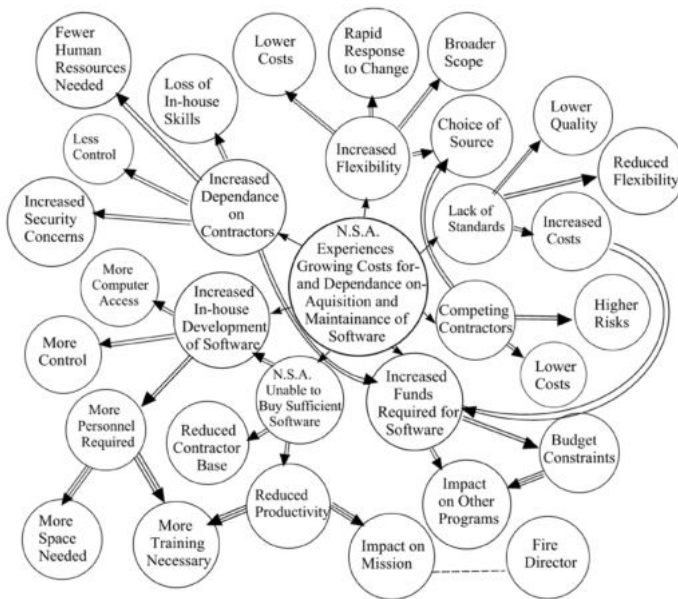 Fewer
Human
Ressources
Needed
Loss of
In-house
Skills
Lower
Costs
Rapid
Response
to Change
Broader
Scope
Less
Control
Increased
Dependance
on
Contractors
Increased
Flexibility
Choice of
Source
Lower
Quality
Reduced
Flexibility
Increased
Security
Concerns
N.S.A.
Experiences
Growing Costs for-
and Dependance on-
Aquisition and
Maintainance of
Software
Lack of
Standards
Increased
Costs
More
Computer
Access
Increased
In-house
Development
of Software
Competing
Contractors
Higher
Risks
More
Control
N.S.A.
Unable to
Buy Sufficient
Software
Increased
Funds
Required for
Software
Lower
Costs
More
Personnel
Required
Reduced
Contractor
Base
Budget
Constraints
More
Space
Needed
More
Training
Necessary
Reduced
Productivity
Impact
on Other
Programs
Impact on
Mission
Fire
Director